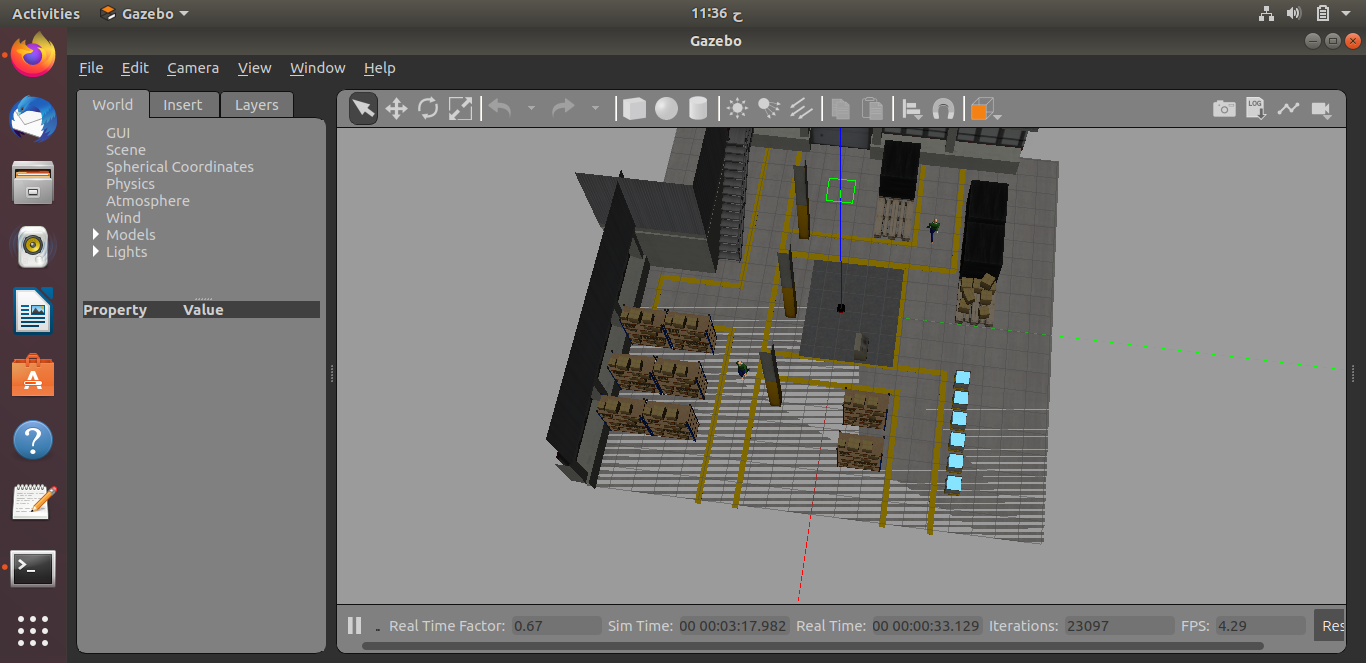 Activities Gazebo 11:36 ح
Gazebo
File Edit Camera View Window Help
World Insert Layers
LOG
GUI
Scene
Spherical Coordinates
Physics
Atmosphere
Wind
Models
Lights
Property Value
Real Time Factor: 0.67 Sim Time: 00 00:03:17.982 Real Time: 00 00:00:33.129 Iterations: 23097 FPS: 4.29 Res